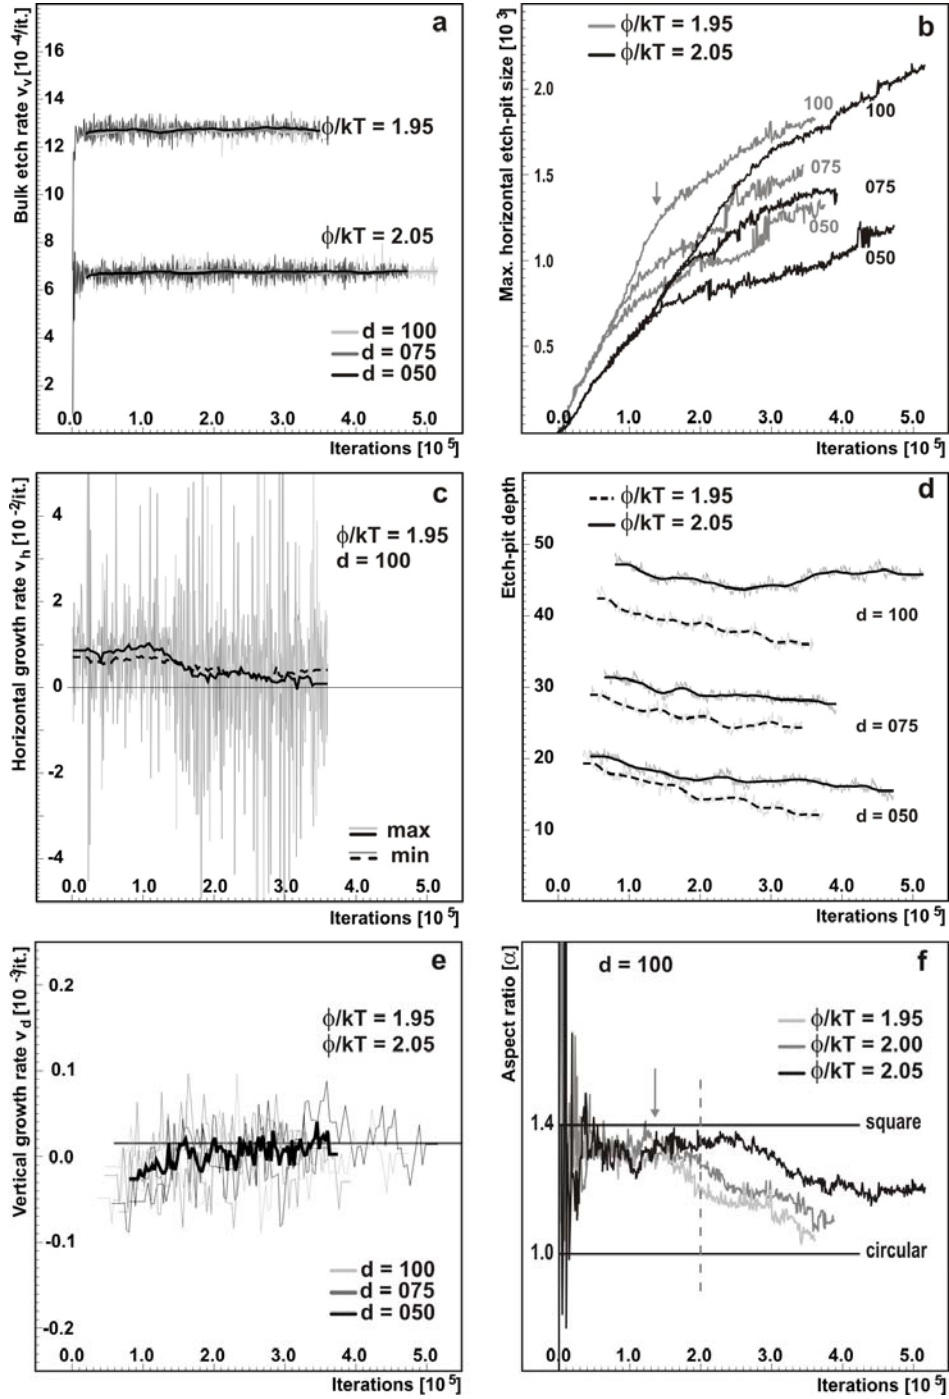 a
Bulk etch rate v_v [10 ⁻⁴/it.]
16
14
12
10
8
6
4
2
ϕ/kT = 1.95
ϕ/kT = 2.05
d = 100
d = 075
d = 050
0.0 1.0 2.0 3.0 4.0 5.0
Iterations [10 ⁵]
b
Max. horizontal etch-pit size [10 ³]
ϕ/kT = 1.95
ϕ/kT = 2.05
2.0
1.5
1.0
0.5
100
100
075
075
050
050
0.0 1.0 2.0 3.0 4.0 5.0
Iterations [10 ⁵]
c
Horizontal growth rate v_h [10 ⁻²/it.]
4
2
0
-2
-4
ϕ/kT = 1.95
d = 100
max
min
0.0 1.0 2.0 3.0 4.0 5.0
Iterations [10 ⁵]
d
Etch-pit depth
ϕ/kT = 1.95
ϕ/kT = 2.05
50
40
30
20
10
d = 100
d = 075
d = 050
0.0 1.0 2.0 3.0 4.0 5.0
Iterations [10 ⁵]
e
Vertical growth rate v_d [10 ⁻³/it.]
0.2
0.1
0.0
-0.1
-0.2
ϕ/kT = 1.95
ϕ/kT = 2.05
d = 100
d = 075
d = 050
0.0 1.0 2.0 3.0 4.0 5.0
Iterations [10 ⁵]
f
Aspect ratio [α]
d = 100
ϕ/kT = 1.95
ϕ/kT = 2.00
ϕ/kT = 2.05
1.4
square
1.0
circular
0.0 1.0 2.0 3.0 4.0 5.0
Iterations [10 ⁵]